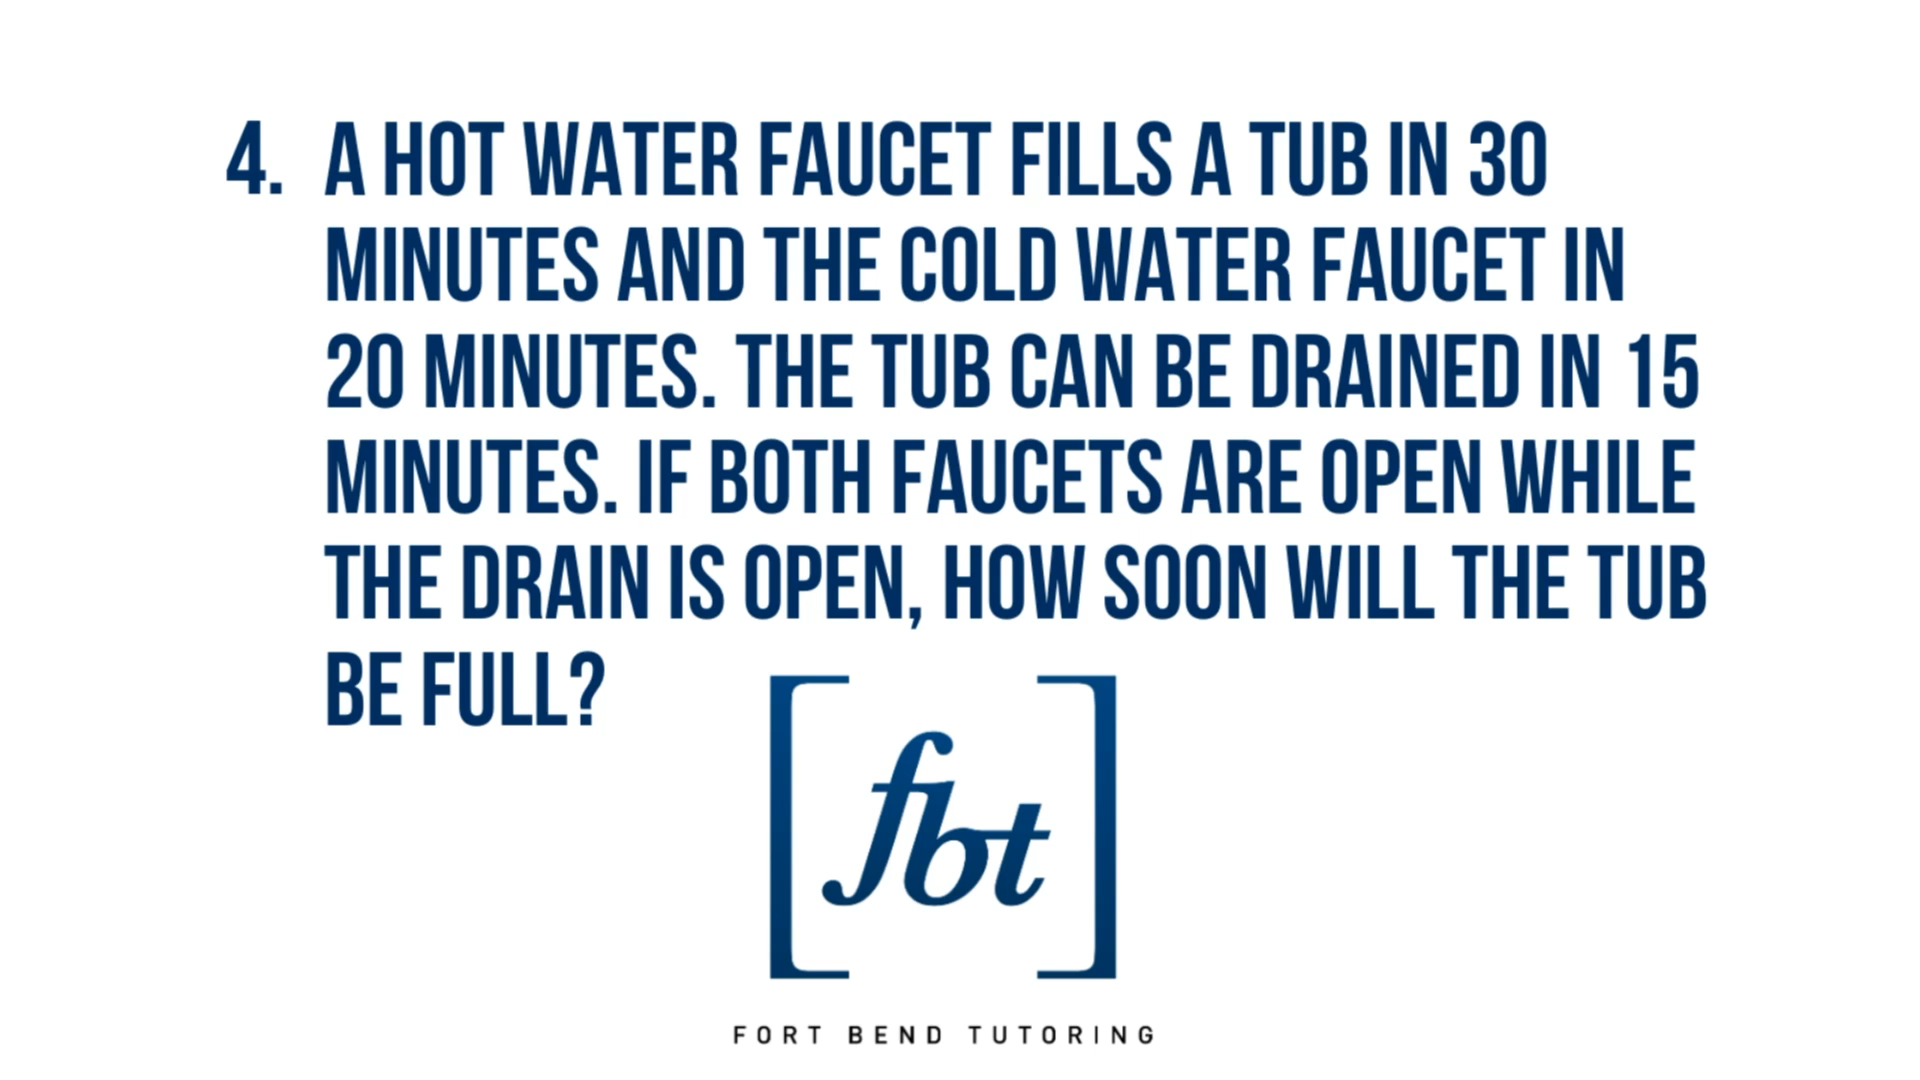 4. A HOT WATER FAUCET FILLS A TUB IN 30
MINUTES AND THE COLD WATER FAUCET IN
20 MINUTES. THE TUB CAN BE DRAINED IN 15
MINUTES. IF BOTH FAUCETS ARE OPEN WHILE
THE DRAIN IS OPEN, HOW SOON WILL THE TUB
BE FULL?
fbt
FORT BEND TUTORING